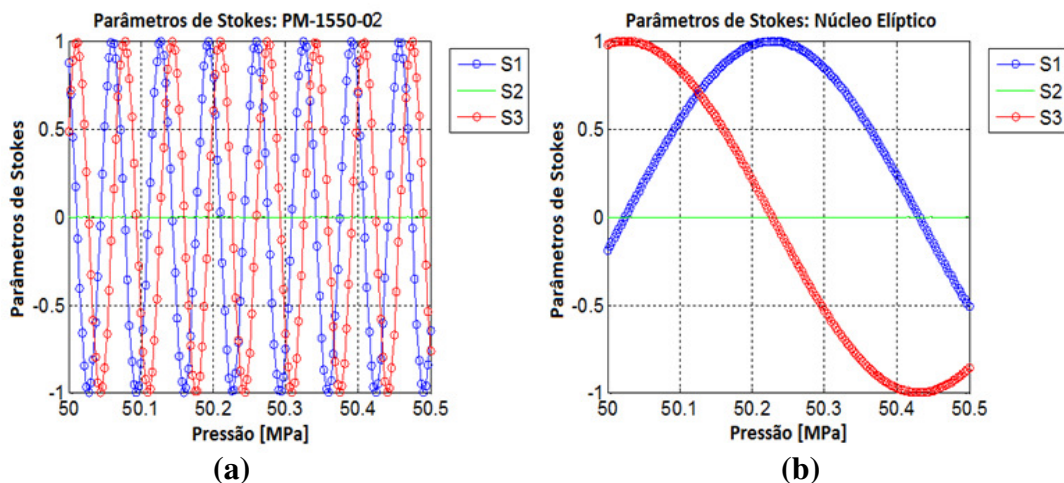 Parâmetros de Stokes: PM-1550-02
Parâmetros de Stokes
1
0.5
0
-0.5
-1
50
50.1
50.2
50.3
50.4
50.5
Pressão [MPa]
S1
S2
S3
(a)
Parâmetros de Stokes: Núcleo Elíptico
Parâmetros de Stokes
1
0.5
0
-0.5
-1
50
50.1
50.2
50.3
50.4
50.5
Pressão [MPa]
S1
S2
S3
(b)